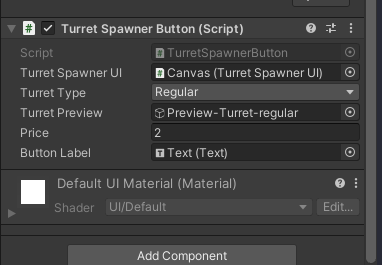 Turret Spawner Button (Script)
Script TurretSpawnerButton
Turret Spawner UI Canvas (Turret Spawner UI)
Turret Type Regular
Turret Preview Preview-Turret-regular
Price 2
Button Label Text (Text)
Default UI Material (Material)
Shader UI/Default Edit...
Add Component